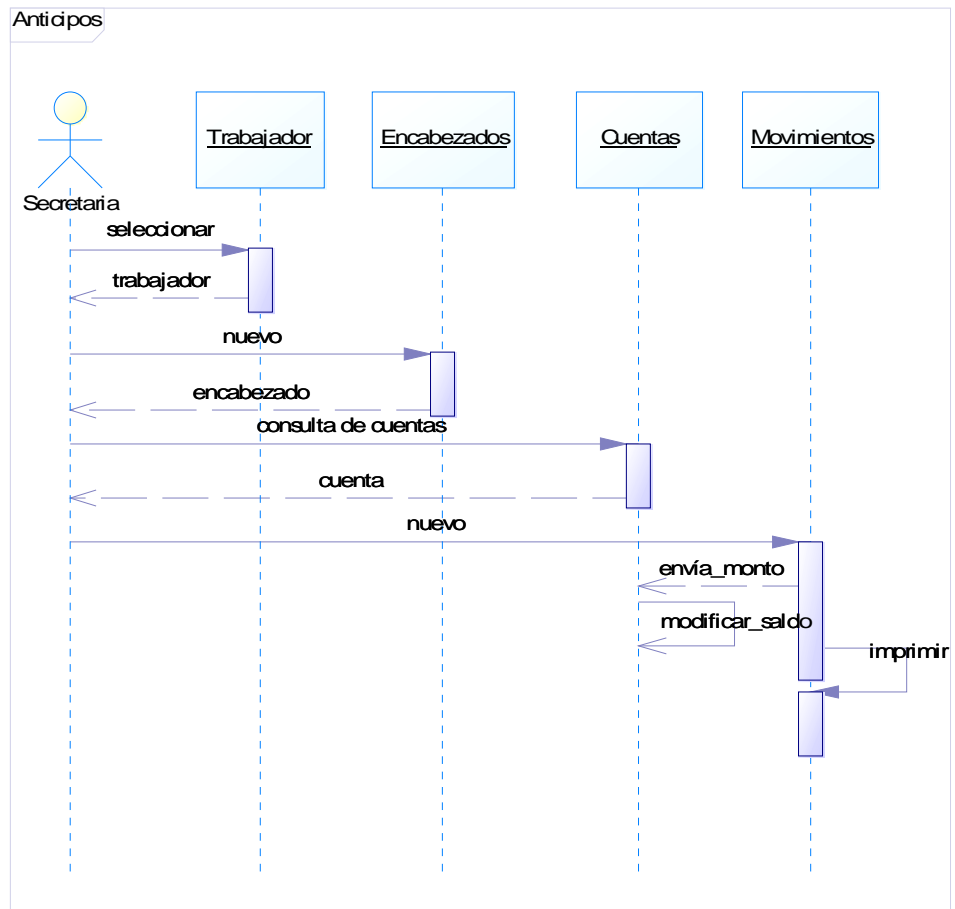 Anticipos
Trabajador
Encabezados
Cuentas
Movimientos
Secretaria
seleccionar
trabajador
nuevo
encabezado
consulta de cuentas
cuenta
nuevo
envía_monto
modificar_saldo
imprimir